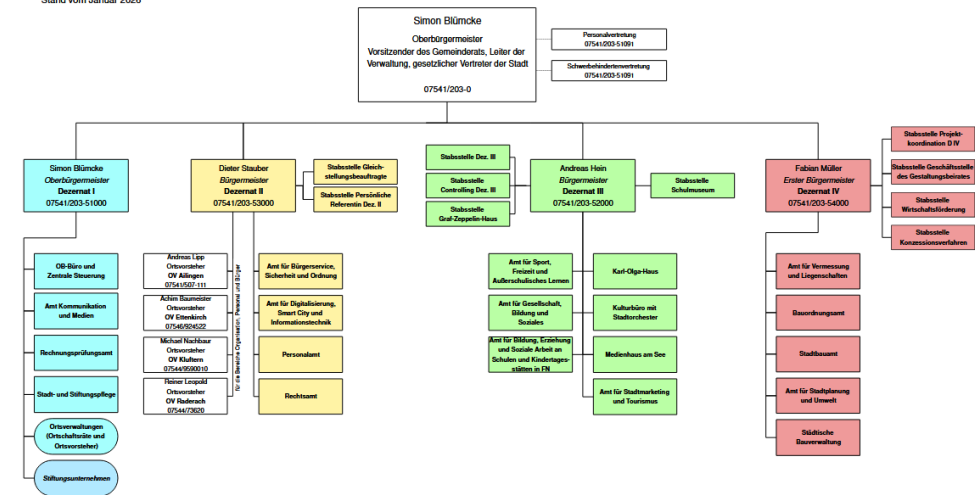 Stand vom Januar 2026
Simon Blümcke
Oberbürgermeister
Vorsitzender des Gemeinderats, Leiter der
Verwaltung, gesetzlicher Vertreter der Stadt
07541/203-0
Personalvertretung
07541/203-51091
Schwerbehindertenvertretung
07541/203-51091
Simon Blümcke
Oberbürgermeister
Dezernat I
07541/203-51000
Dieter Stauber
Bürgermeister
Dezernat II
07541/203-53000
Stabsstelle Gleich-
stellungsbeauftragte
Stabsstelle Persönliche
Referentin Dez. II
Stabsstelle Dez. III
Stabsstelle
Controlling Dez. III
Stabsstelle
Graf-Zeppelin-Haus
Andreas Hein
Bürgermeister
Dezernat III
07541/203-52000
Stabsstelle
Schulmuseum
Fabian Müller
Erster Bürgermeister
Dezernat IV
07541/203-54000
Stabsstelle Projekt-
koordination D IV
Stabsstelle Geschäftsstelle
des Gestaltungsbeirates
Stabsstelle
Wirtschaftsförderung
Stabsstelle
Konzessionsverfahren
OB-Büro und
Zentrale Steuerung
Amt Kommunikation
und Medien
Rechnungsprüfungsamt
Stadt- und Stiftungspflege
Ortsverwaltungen
(Ortschaftsräte und
Ortsvorsteher)
Stiftungsunternehmen
Andreas Lipp
Ortsvorsteher
OV Ailingen
07541/507-111
Achim Baumeister
Ortsvorsteher
OV Ettenkirch
07546/924522
Michael Nachbaur
Ortsvorsteher
OV Kluftern
07544/9590010
Reiner Leopold
Ortsvorsteher
OV Raderach
07544/73620
für die Bereiche Organisation, Personal und Bürger
Amt für Bürgerservice,
Sicherheit und Ordnung
Amt für Digitalisierung,
Smart City und
Informationstechnik
Personalamt
Rechtsamt
Amt für Sport,
Freizeit und
Außerschulisches Lernen
Amt für Gesellschaft,
Bildung und
Soziales
Amt für Bildung, Erziehung
und Soziale Arbeit an
Schulen und Kindertages-
stätten in FN
Karl-Olga-Haus
Kulturbüro mit
Stadtorchester
Medienhaus am See
Amt für Stadtmarketing
und Tourismus
Amt für Vermessung
und Liegenschaften
Bauordnungsamt
Stadtbauamt
Amt für Stadtplanung
und Umwelt
Städtische
Bauverwaltung